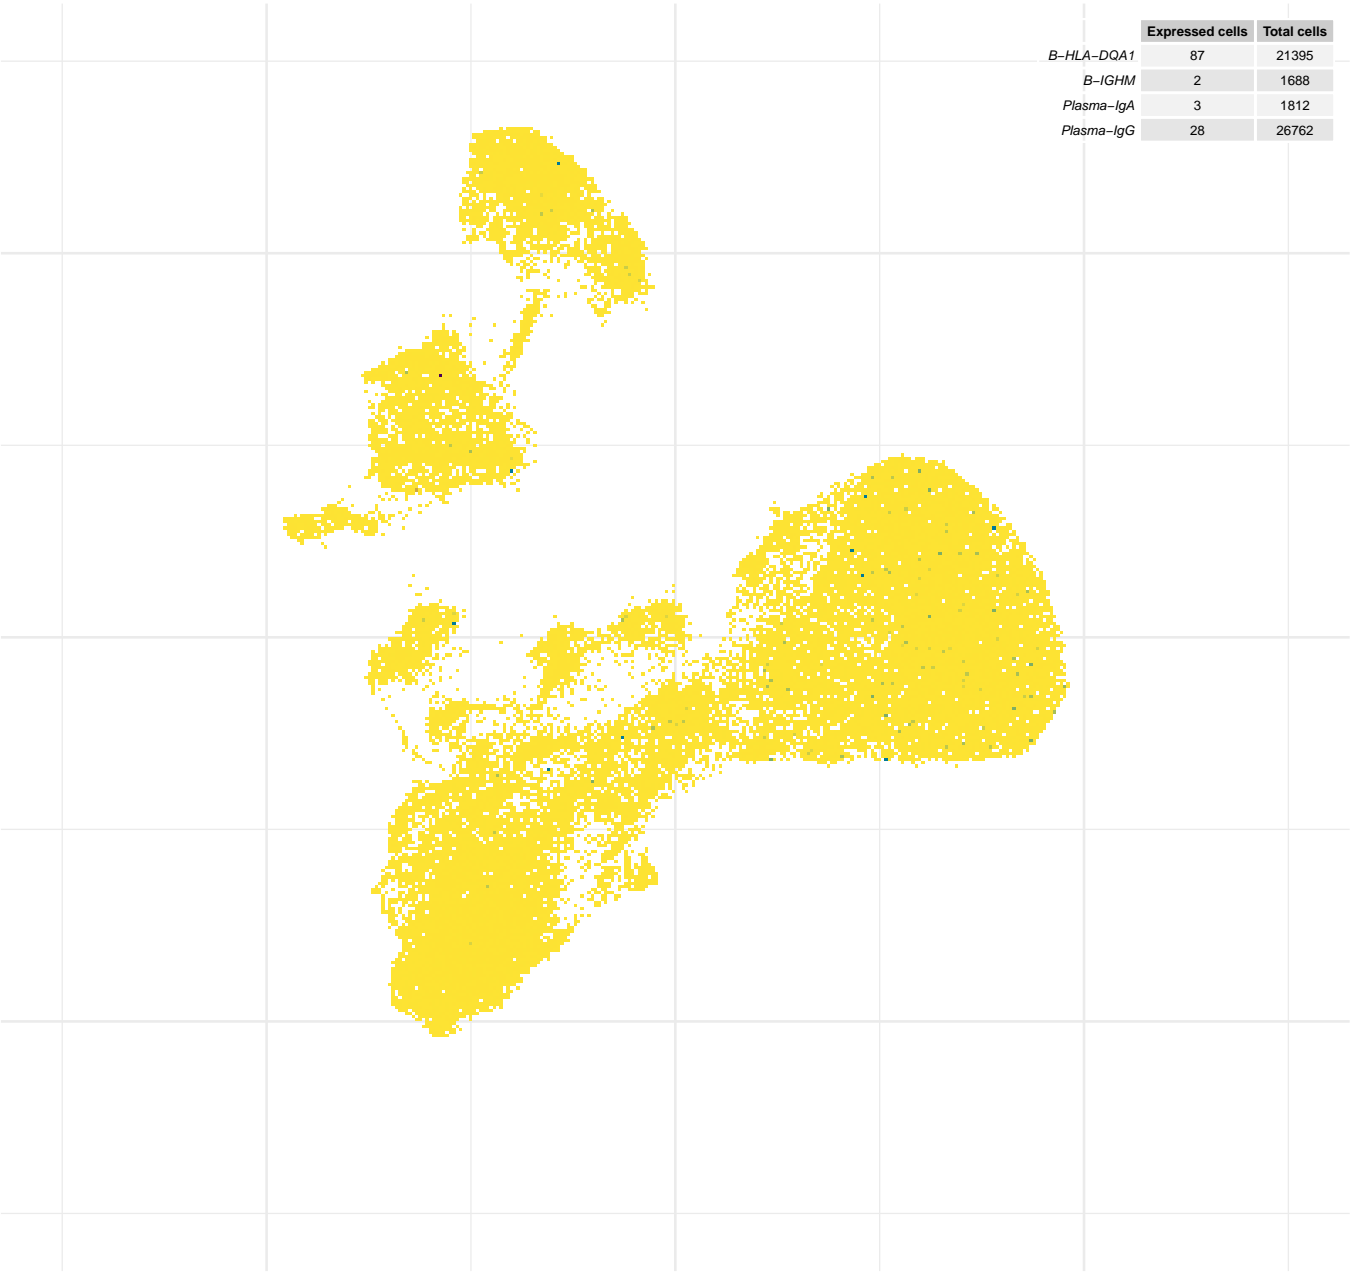 Expressed cells Total cells
B−HLA−DQA1 87 21395
B−IGHM 2 1688
Plasma−IgA 3 1812
Plasma−IgG 28 26762